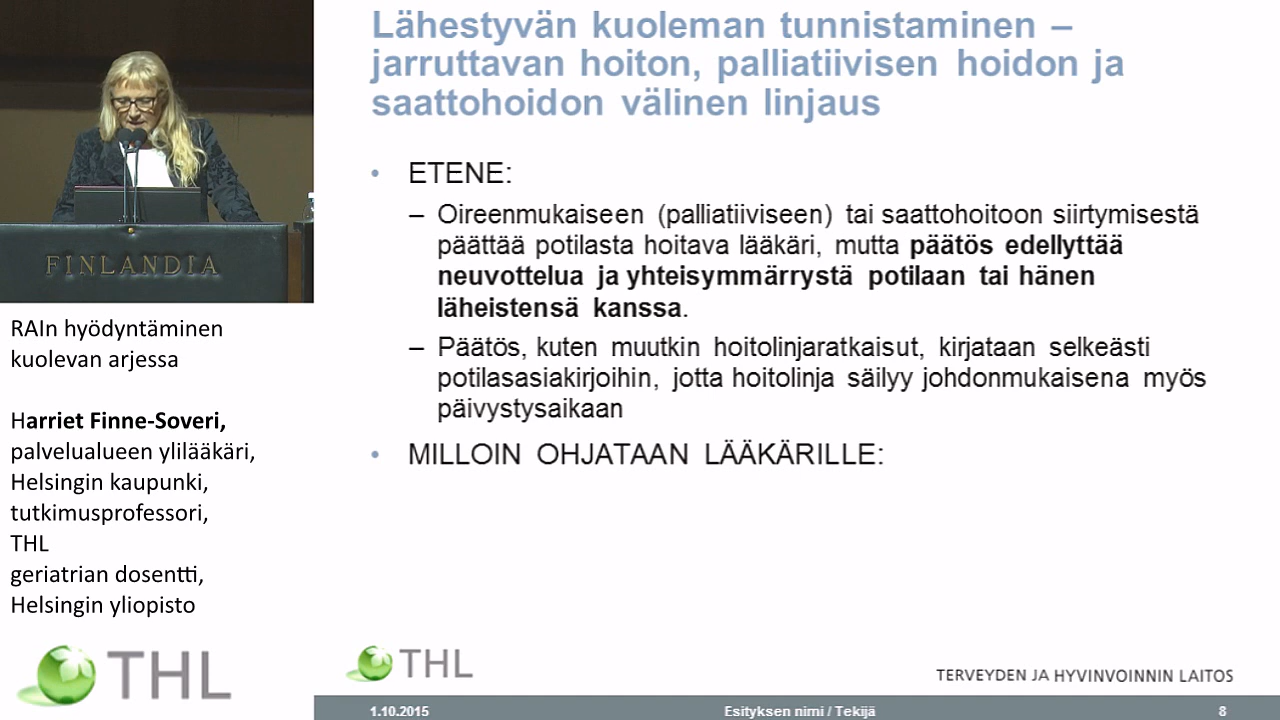 FINLANDIA
RAIn hyödyntäminen
kuolevan arjessa
Harriet Finne-Soveri,
palvelualueen ylilääkäri,
Helsingin kaupunki,
tutkimusprofessori,
THL
geriatrian dosentti,
Helsingin yliopisto
THL
Lähestyvän kuoleman tunnistaminen –
jarruttavan hoiton, palliatiivisen hoidon ja
saattohoidon välinen linjaus
• ETENE:
– Oireenmukaiseen (palliatiiviseen) tai saattohoitoon siirtymisestä
päättää potilasta hoitava lääkäri, mutta päätös edellyttää
neuvottelua ja yhteisymmärrystä potilaan tai hänen
läheistensä kanssa.
– Päätös, kuten muutkin hoitolinjaratkaisut, kirjataan selkeästi
potilasasiakirjoihin, jotta hoitolinja säilyy johdonmukaisena myös
päivystysaikaan
• MILLOIN OHJATAAN LÄÄKÄRILLE:
THL
TERVEYDEN JA HYVINVOINNIN LAITOS
1.10.2015 Esityksen nimi / Tekijä 8